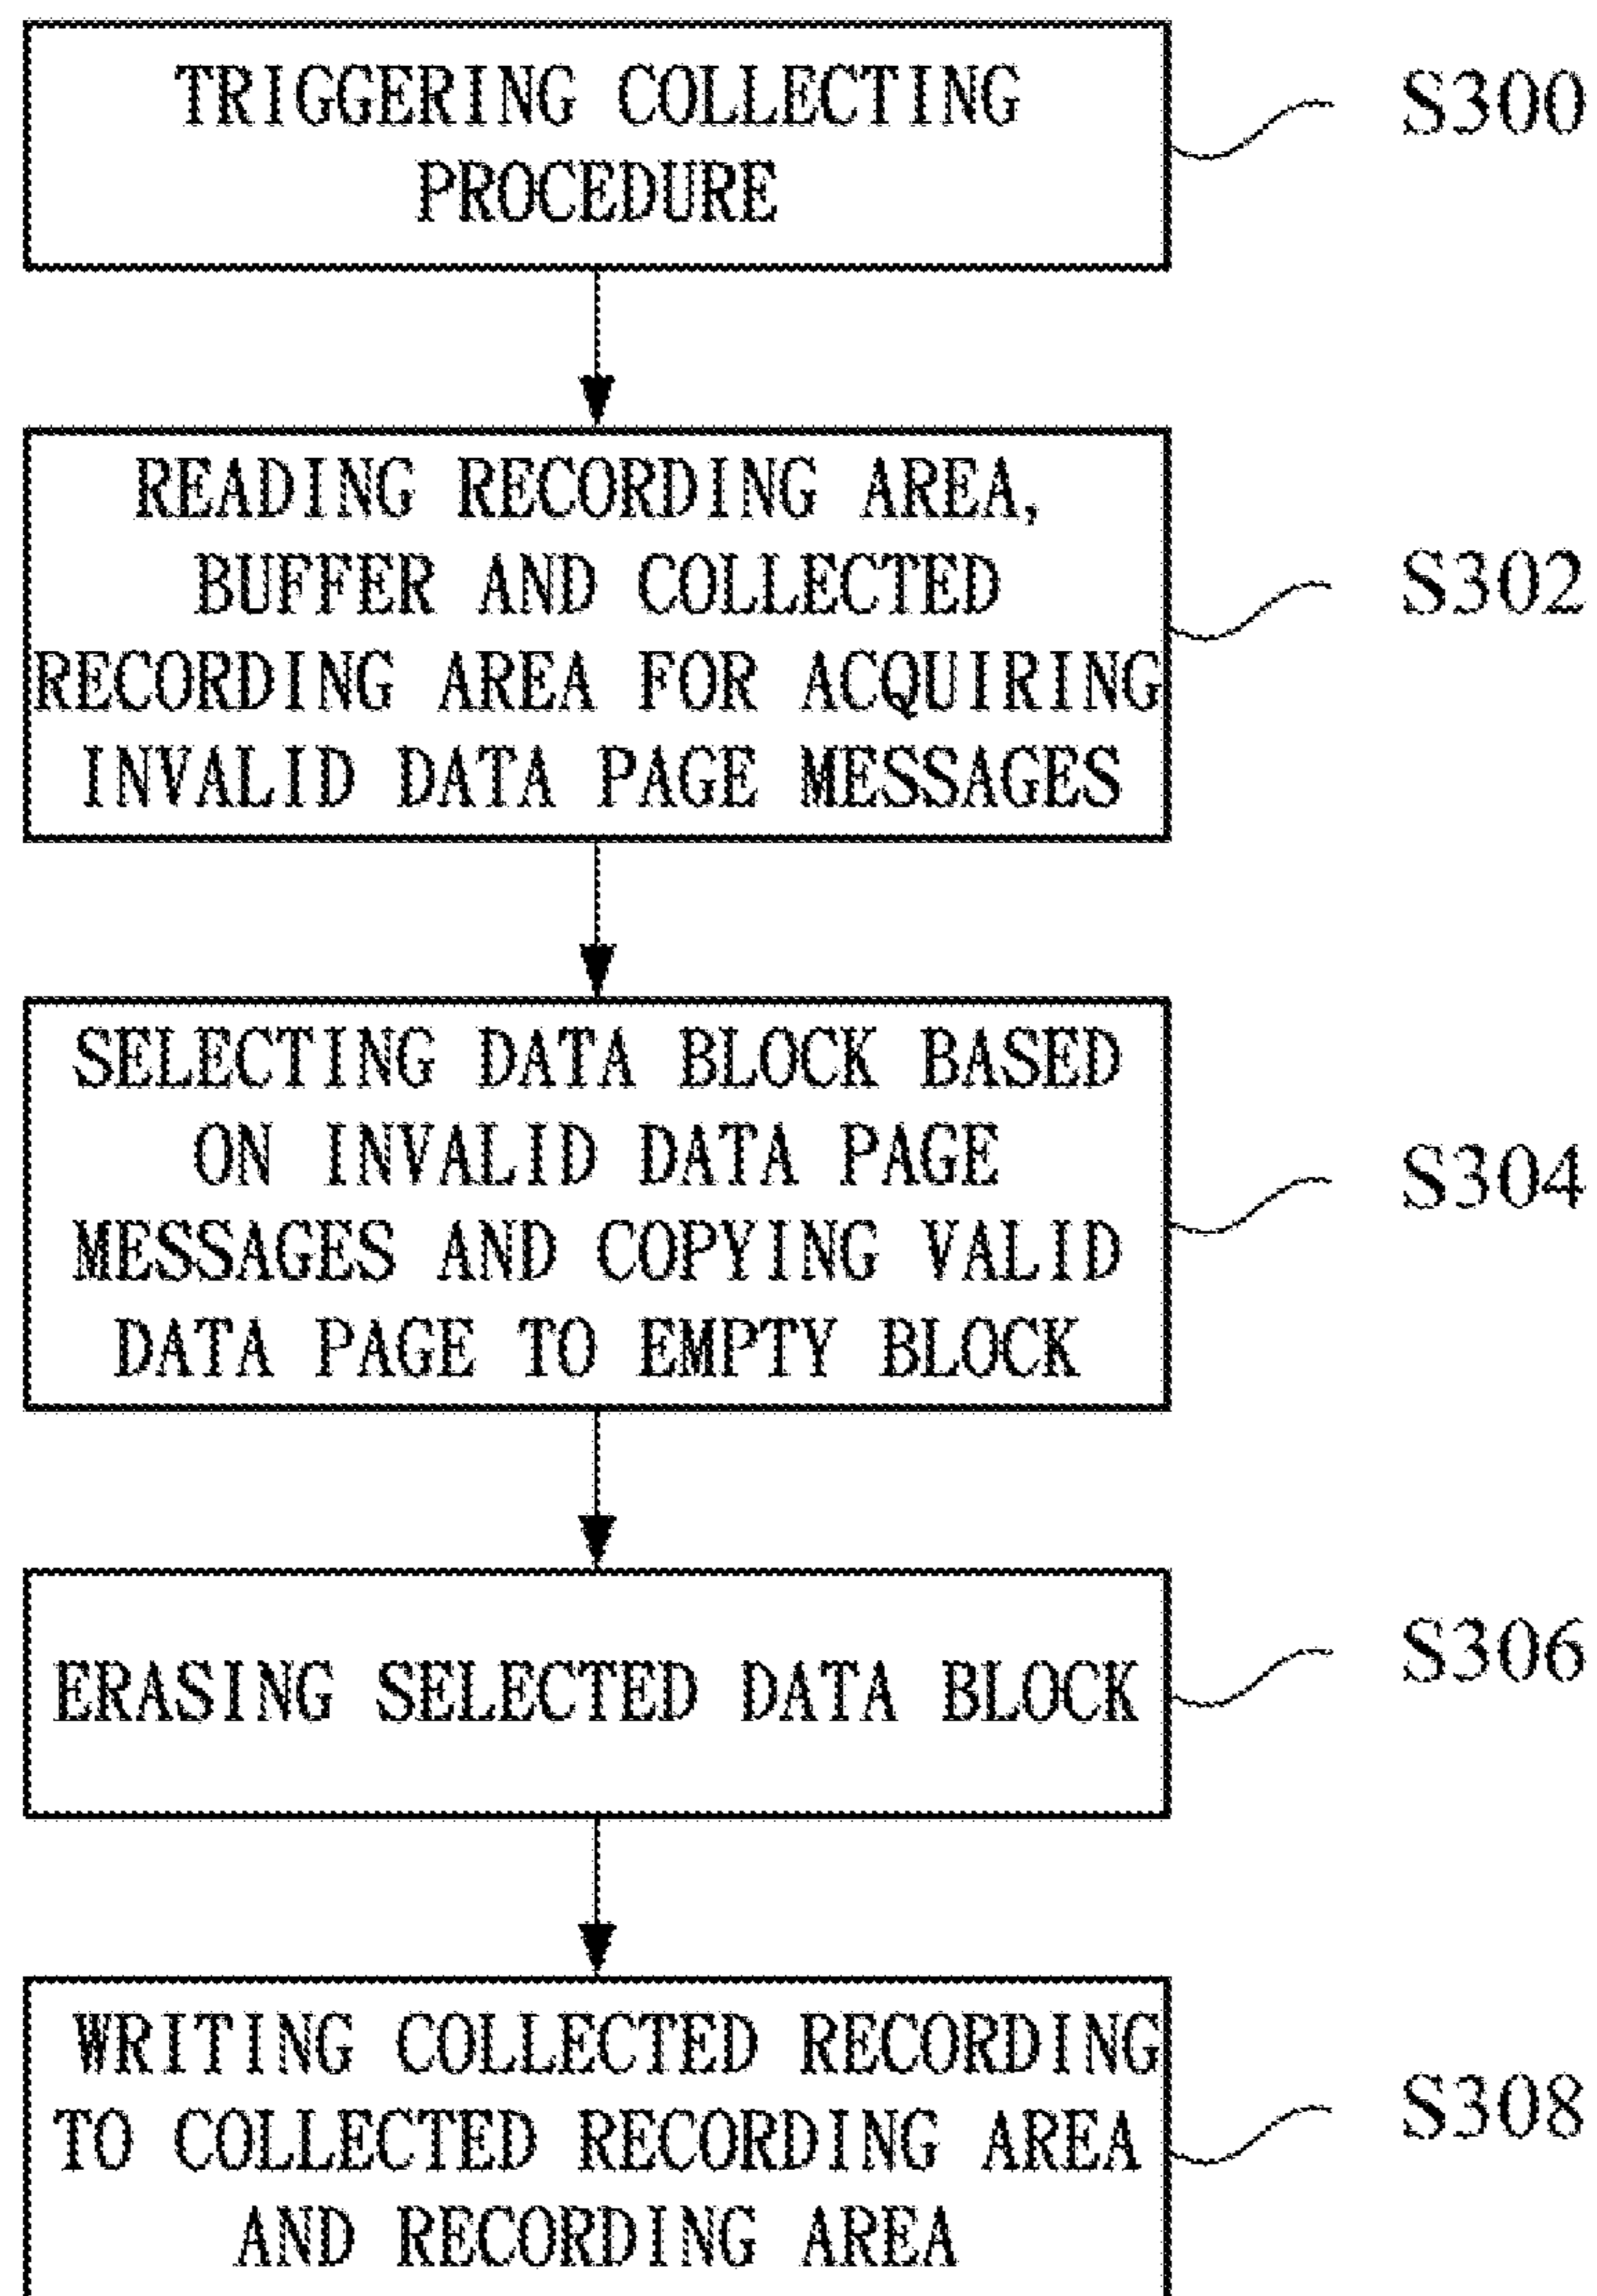 TRIGGERING COLLECTING
PROCEDURE
S300
READING RECORDING AREA,
BUFFER AND COLLECTED
RECORDING AREA FOR ACQUIRING
INVALID DATA PAGE MESSAGES
S302
SELECTING DATA BLOCK BASED
ON INVALID DATA PAGE
MESSAGES AND COPYING VALID
DATA PAGE TO EMPTY BLOCK
S304
ERASING SELECTED DATA BLOCK
S306
WRITING COLLECTED RECORDING
TO COLLECTED RECORDING AREA
AND RECORDING AREA
S308